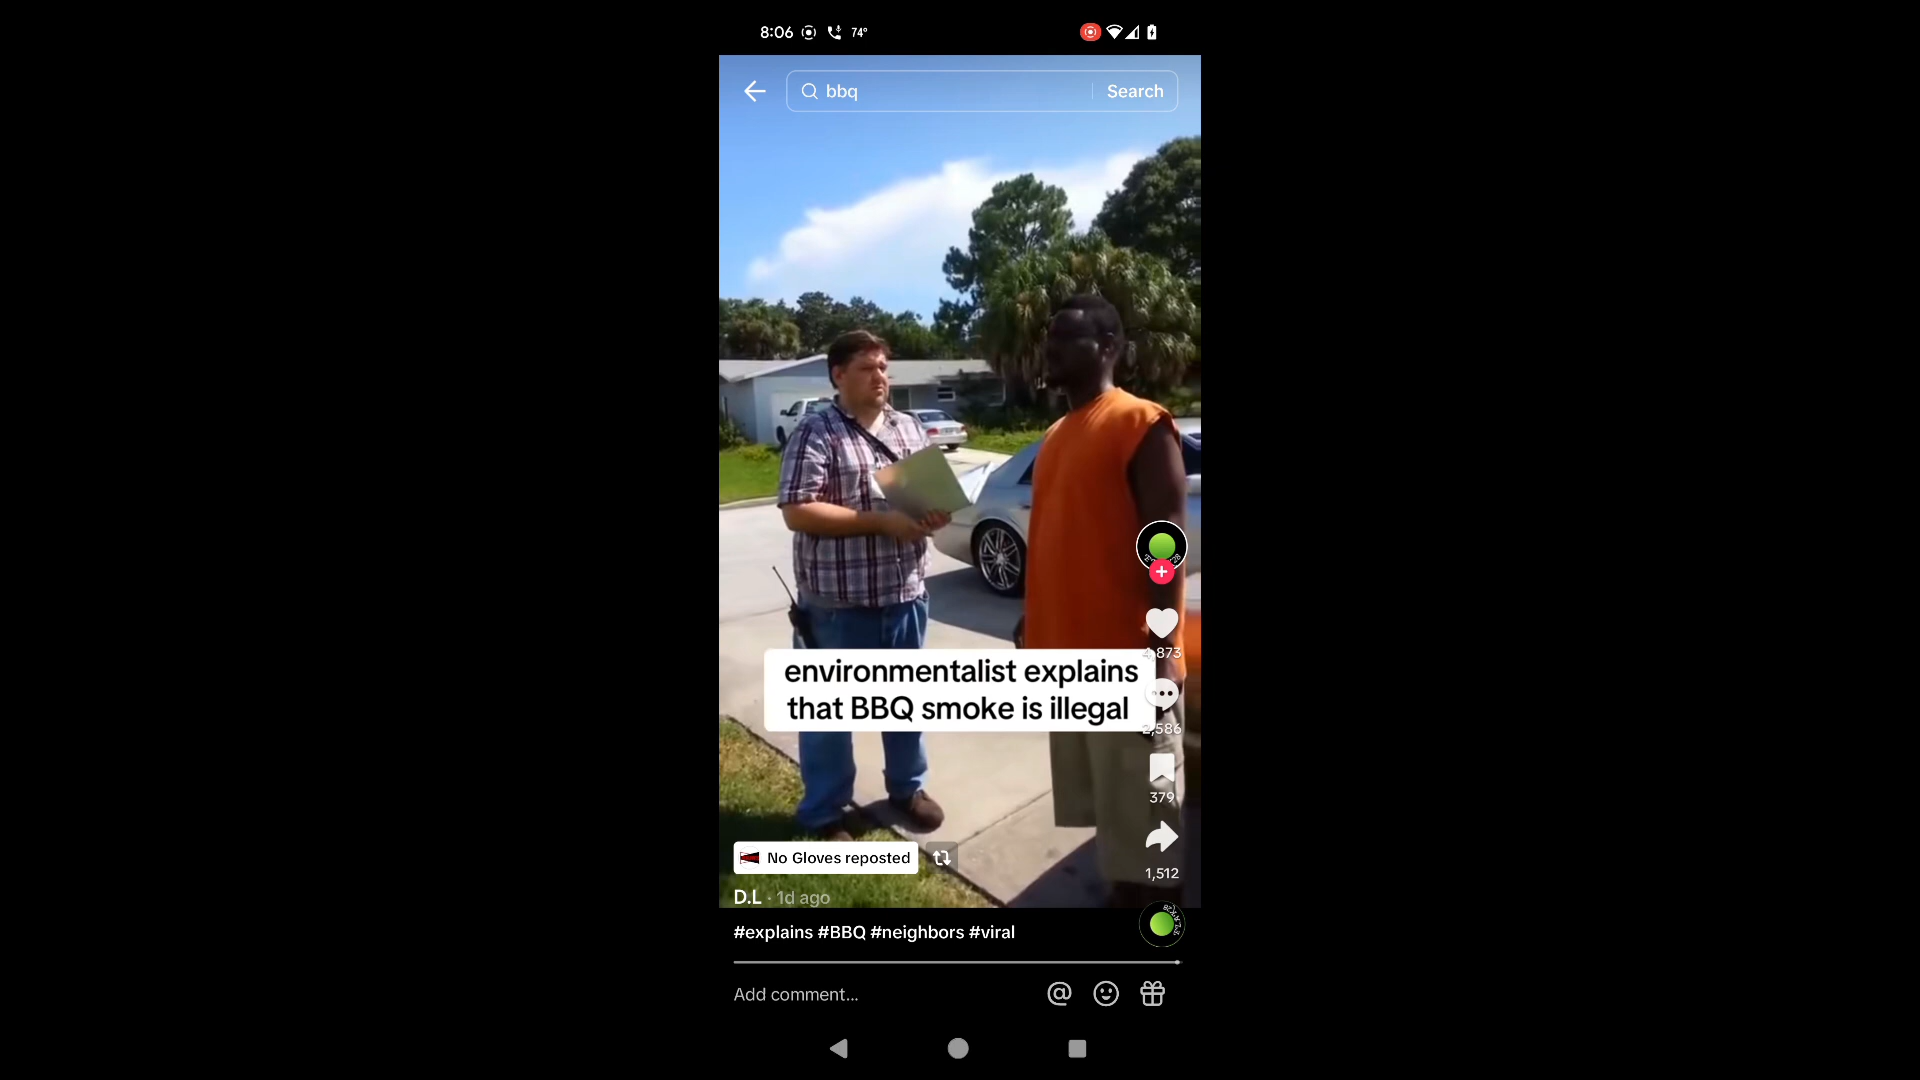 8:06 74°
bbq Search
4,873
environmentalist explains
that BBQ smoke is illegal
2,586
379
1,512
No Gloves reposted
D.L · 1d ago
#explains #BBQ #neighbors #viral
Add comment...